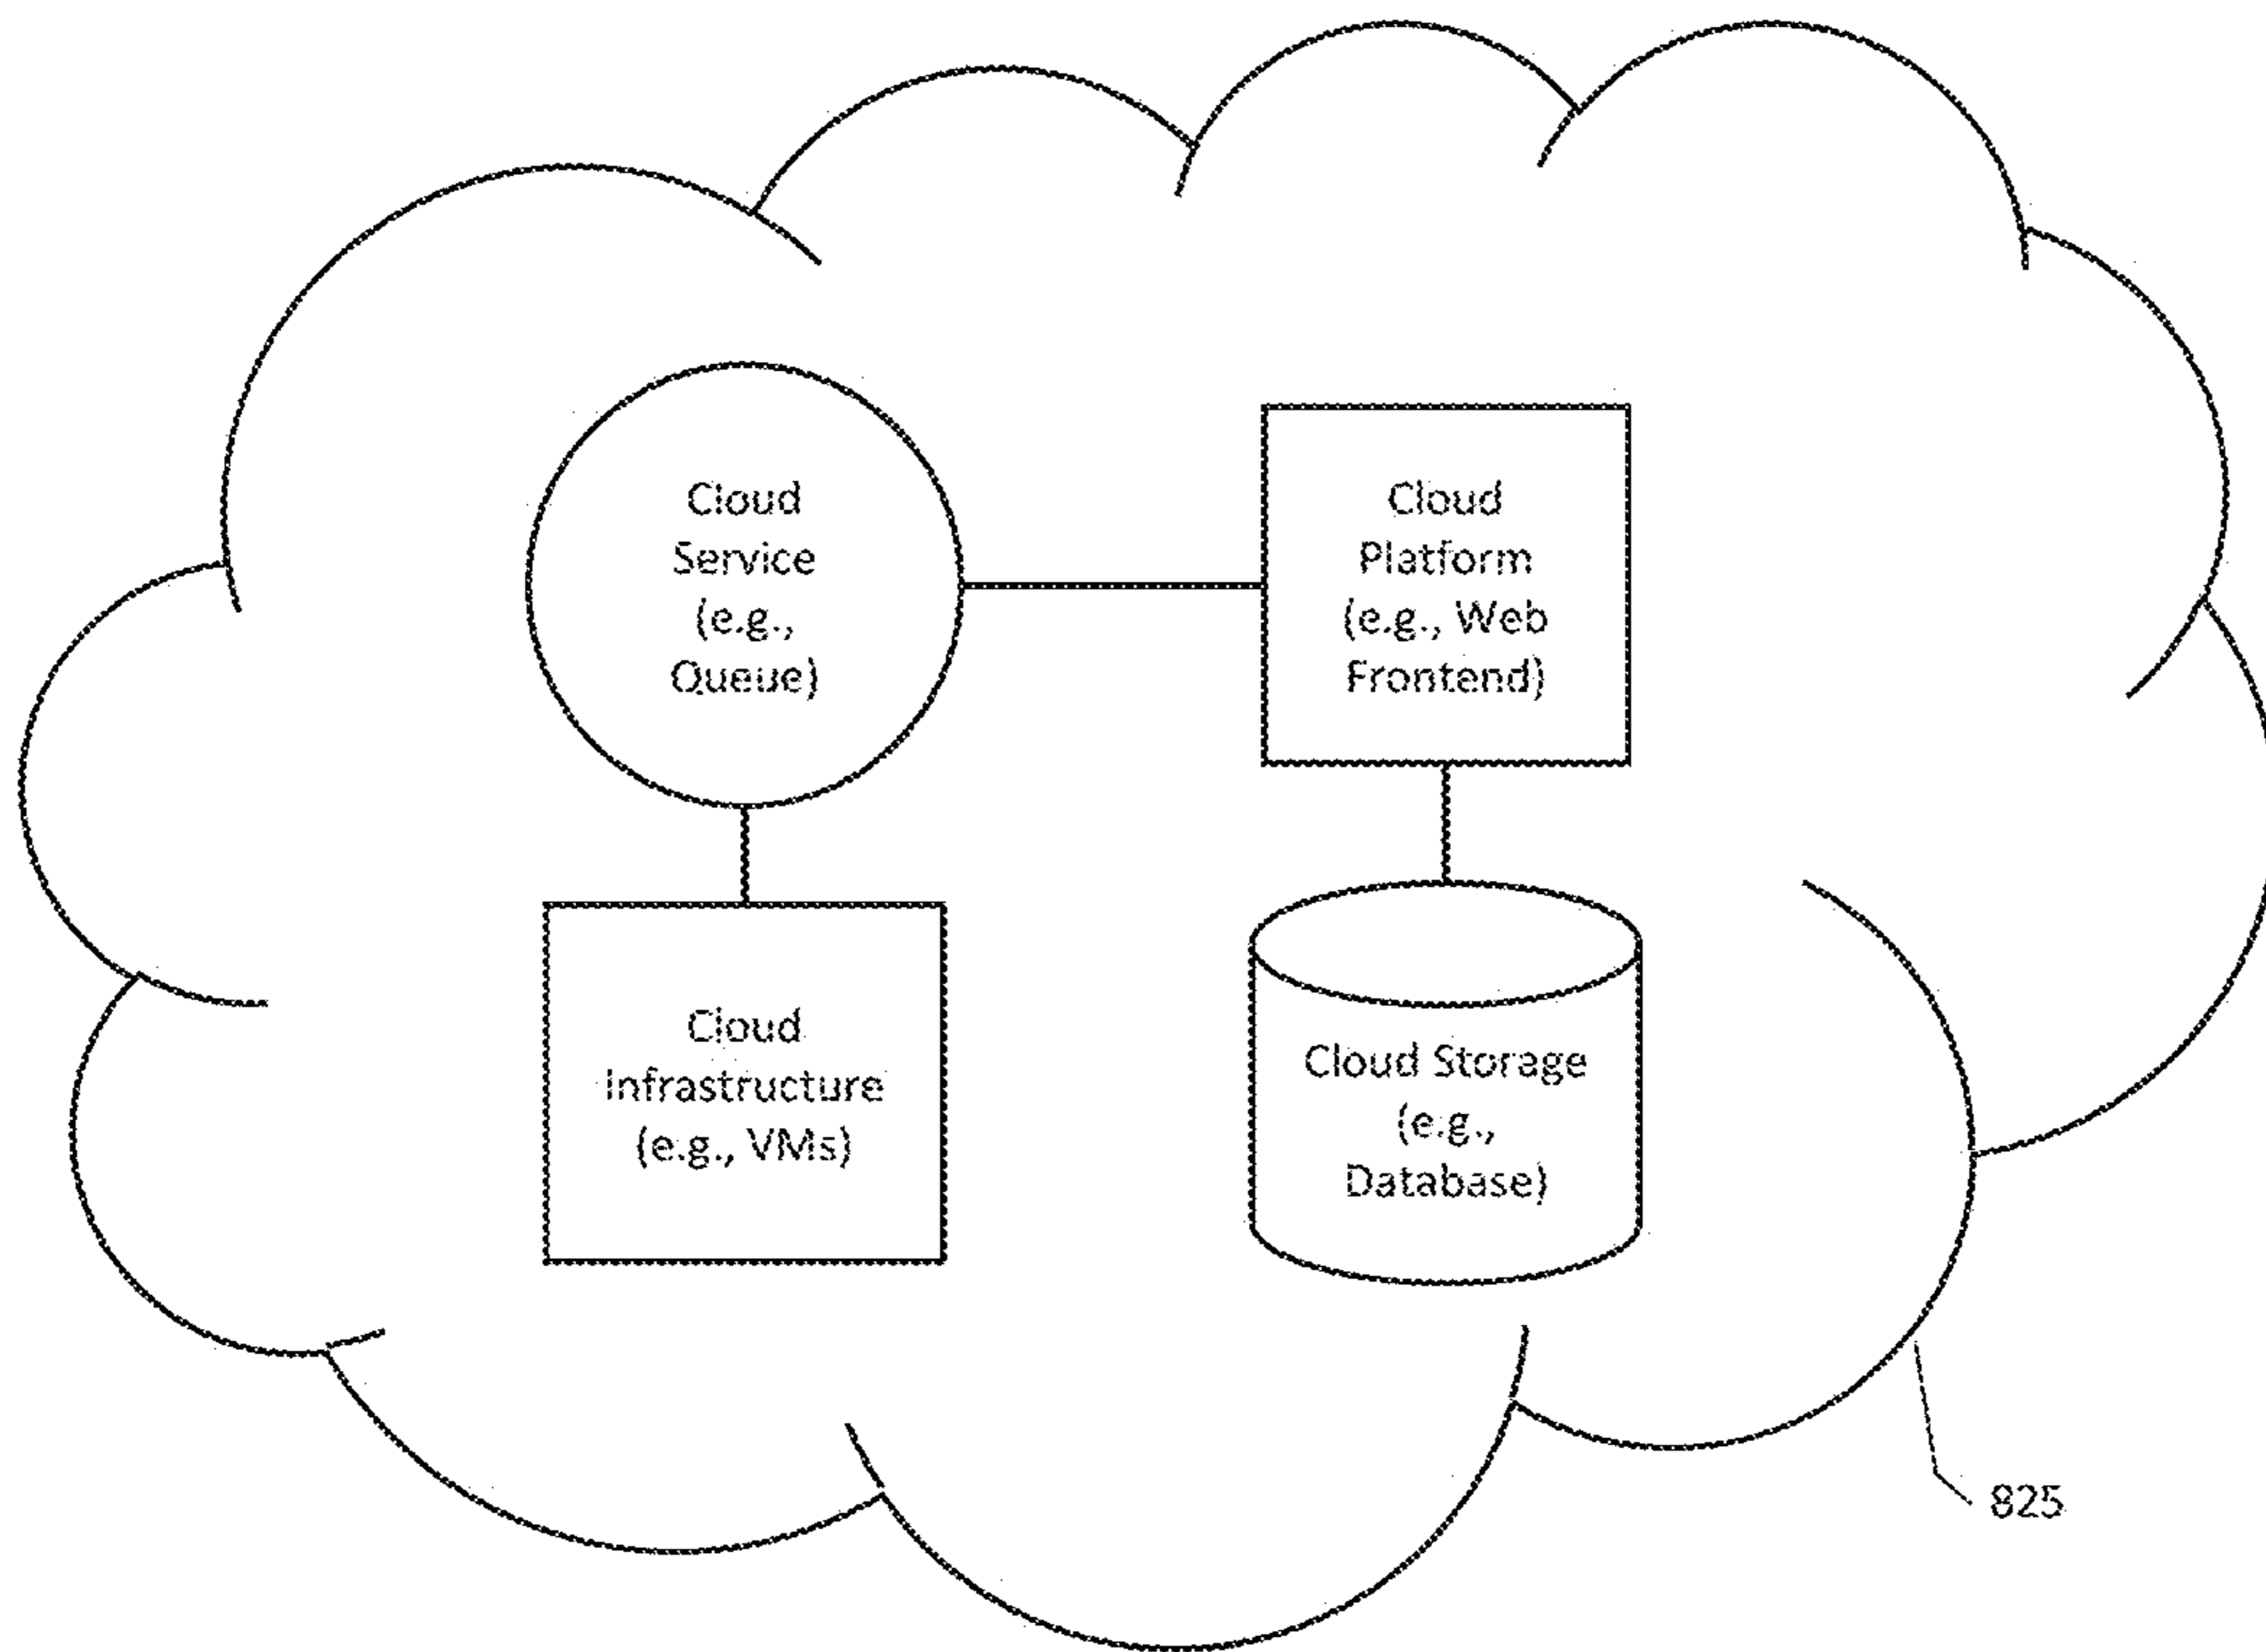 Cloud
Service
(e.g.,
Queue)
Cloud
Platform
(e.g., Web
Frontend)
Cloud
Infrastructure
(e.g., VMs)
Cloud Storage
(e.g.,
Database)
825